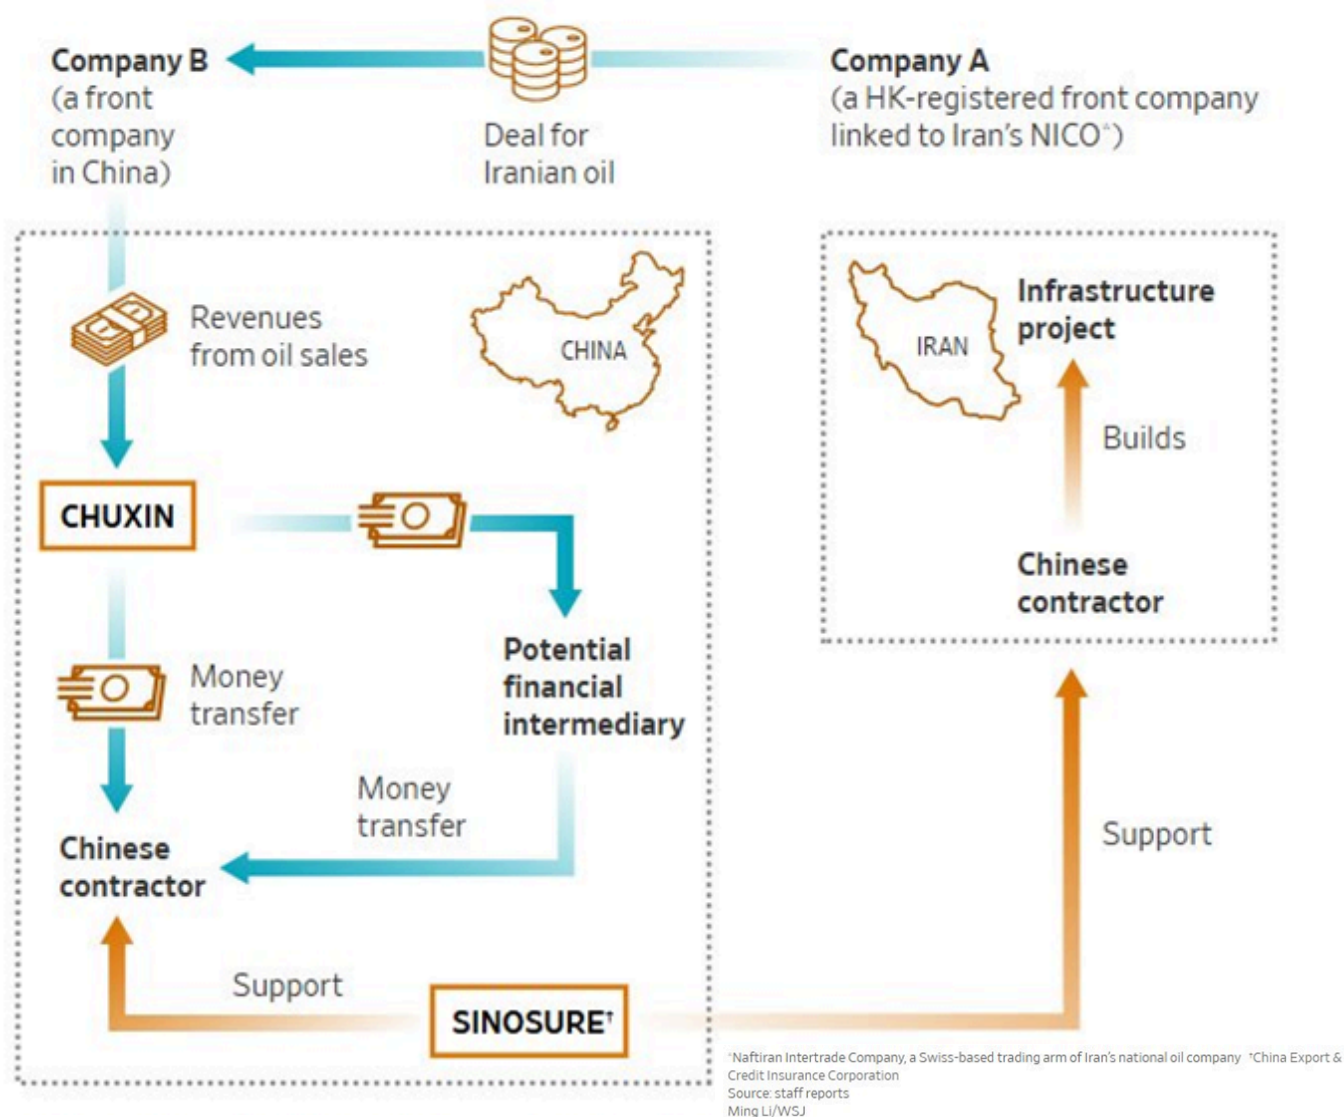 Company B
(a front
company
in China)
Deal for
Iranian oil
Company A
(a HK-registered front company
linked to Iran's NICO*)
Revenues
from oil sales
CHINA
IRAN
Infrastructure
project
Builds
Chinese
contractor
CHUXIN
Money
transfer
Potential
financial
intermediary
Money
transfer
Chinese
contractor
Support
SINOSURE†
Support
*Naftiran Intertrade Company, a Swiss-based trading arm of Iran's national oil company †China Export &
Credit Insurance Corporation
Source: staff reports
Ming Li/WSJ